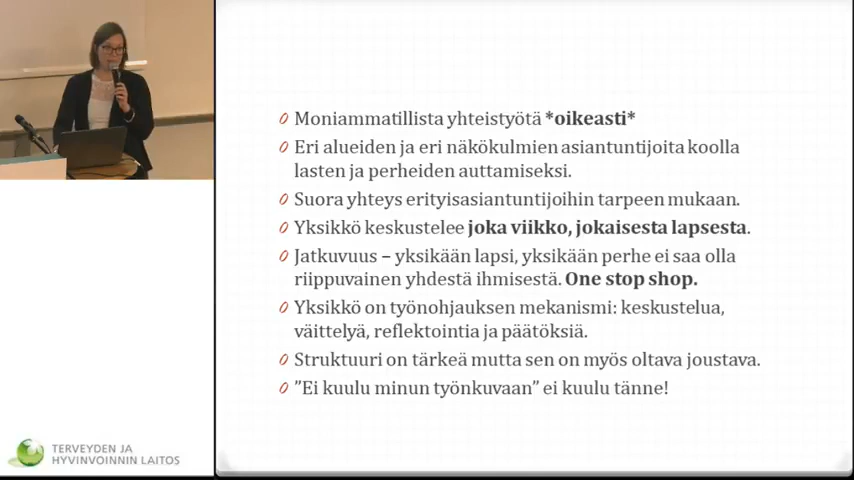 Moniammatillista yhteistyötä *oikeasti*
Eri alueiden ja eri näkökulmien asiantuntijoita koolla
lasten ja perheiden auttamiseksi.
Suora yhteys erityisasiantuntijoihin tarpeen mukaan.
Yksikkö keskustelee joka viikko, jokaisesta lapsesta.
Jatkuvuus – yksikään lapsi, yksikään perhe ei saa olla
riippuvainen yhdestä ihmisestä. One stop shop.
Yksikkö on työnohjauksen mekanismi: keskustelua,
väittelyä, reflektointia ja päätöksiä.
Struktuuri on tärkeä mutta sen on myös oltava joustava.
”Ei kuulu minun työnkuvaan” ei kuulu tänne!
TERVEYDEN JA
HYVINVOINNIN LAITOS